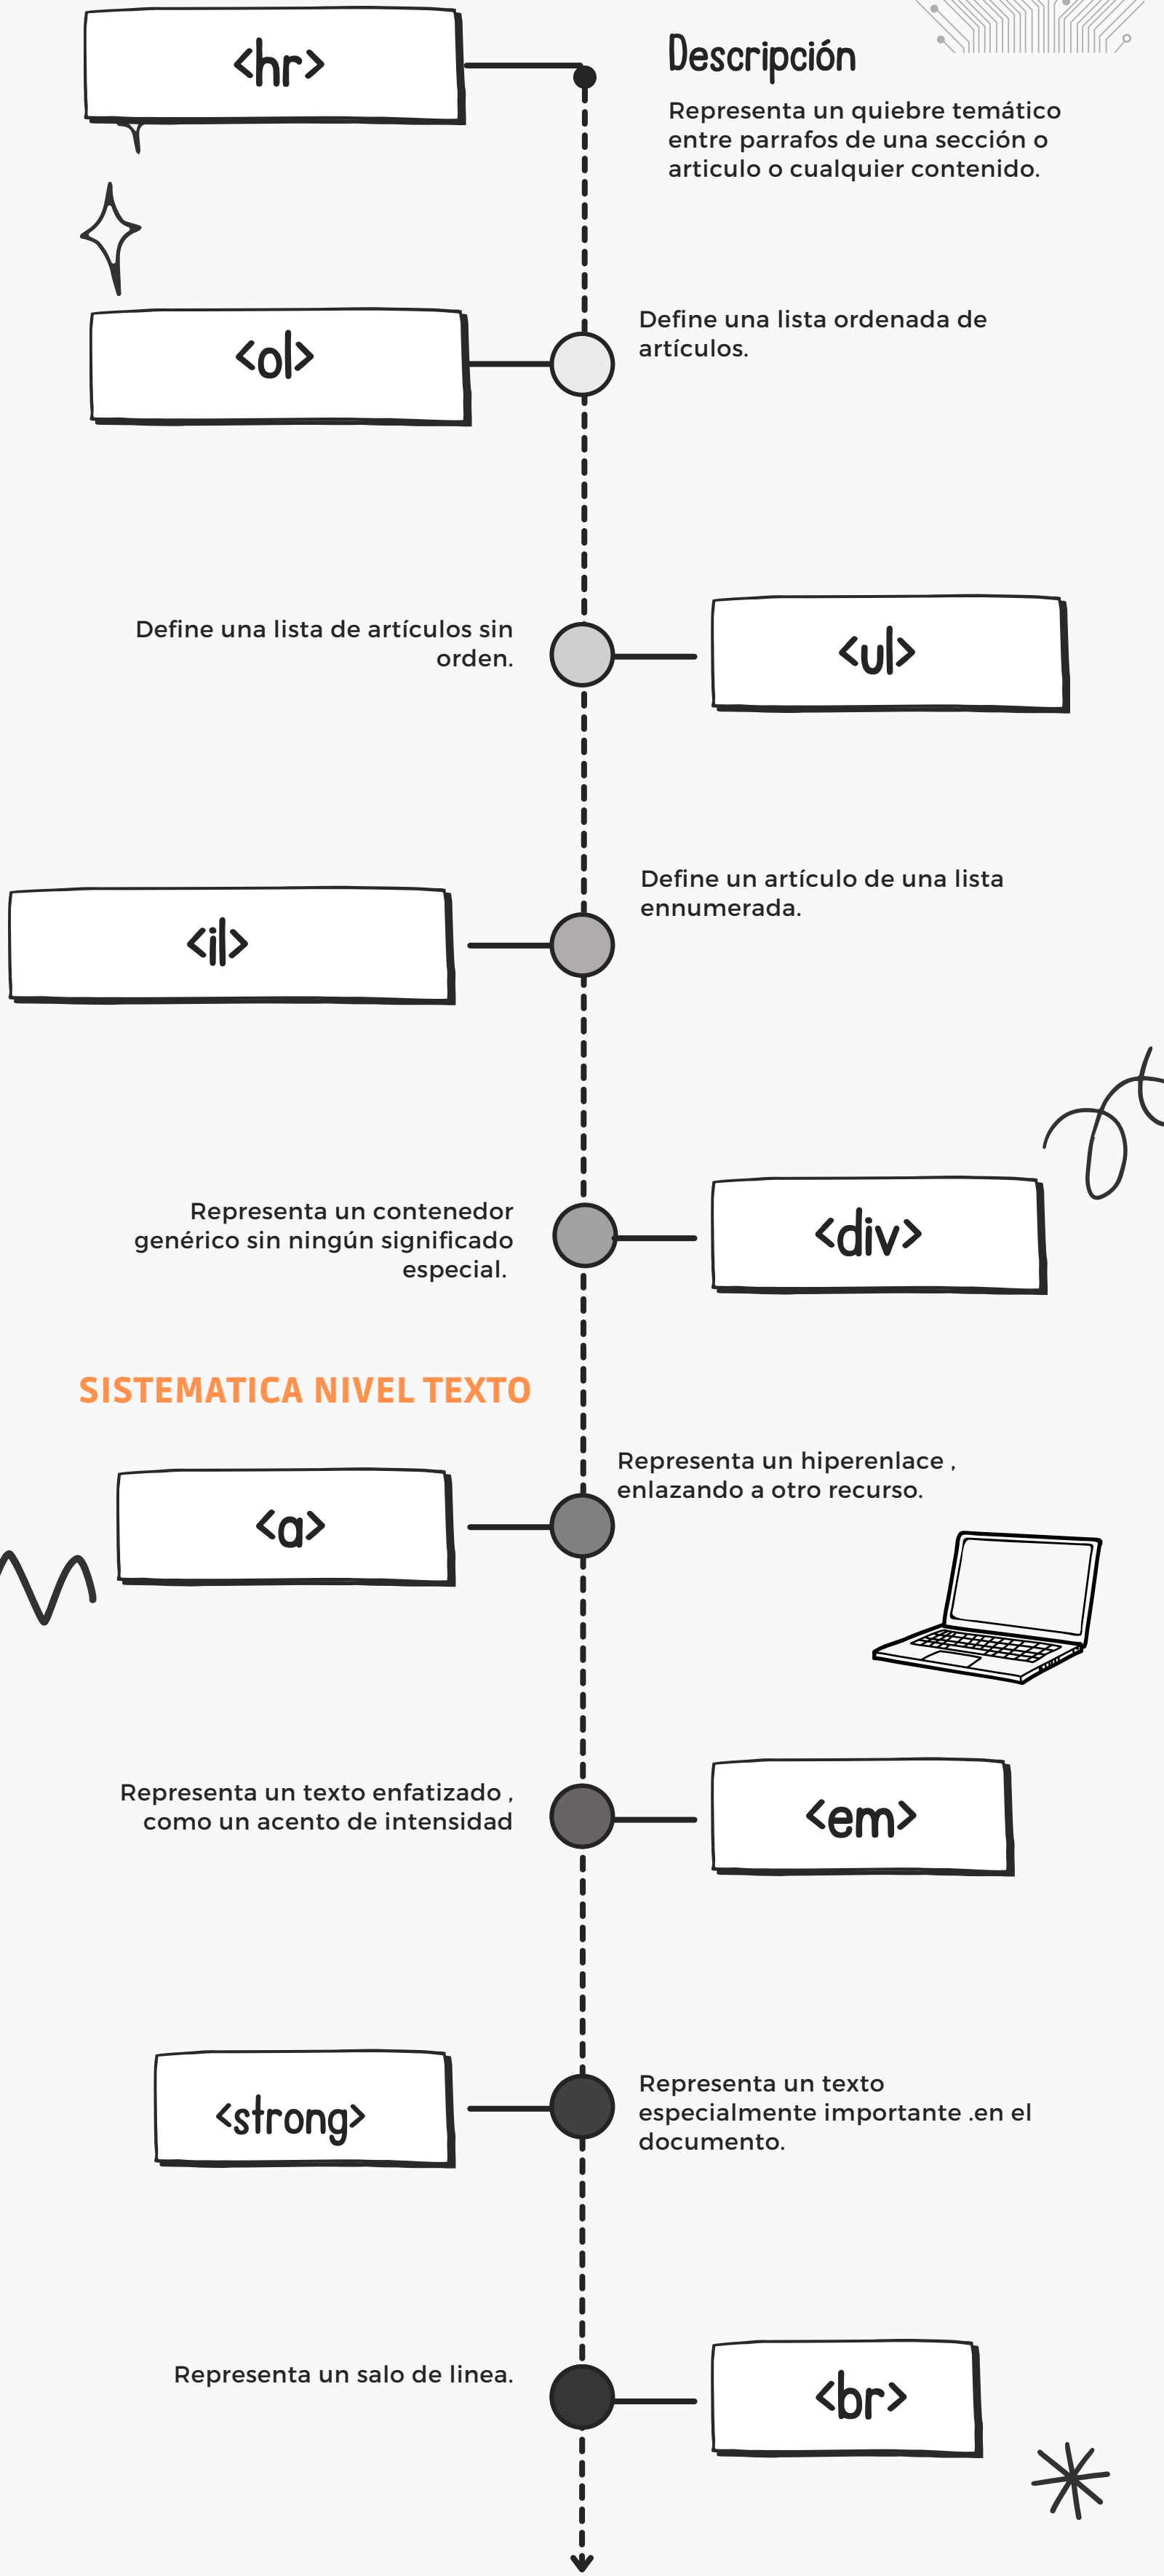 <hr>
Descripción
Representa un quiebre temático
entre parrafos de una sección o
articulo o cualquier contenido.
<ol>
Define una lista ordenada de
artículos.
Define una lista de artículos sin
orden.
<ul>
<il>
Define un artículo de una lista
ennumerada.
Representa un contenedor
genérico sin ningún significado
especial.
<div>
SISTEMATICA NIVEL TEXTO
<a>
Representa un hiperenlace ,
enlazando a otro recurso.
Representa un texto enfatizado ,
como un acento de intensidad
<em>
<strong>
Representa un texto
especialmente importante .en el
documento.
Representa un salo de linea.
<br>